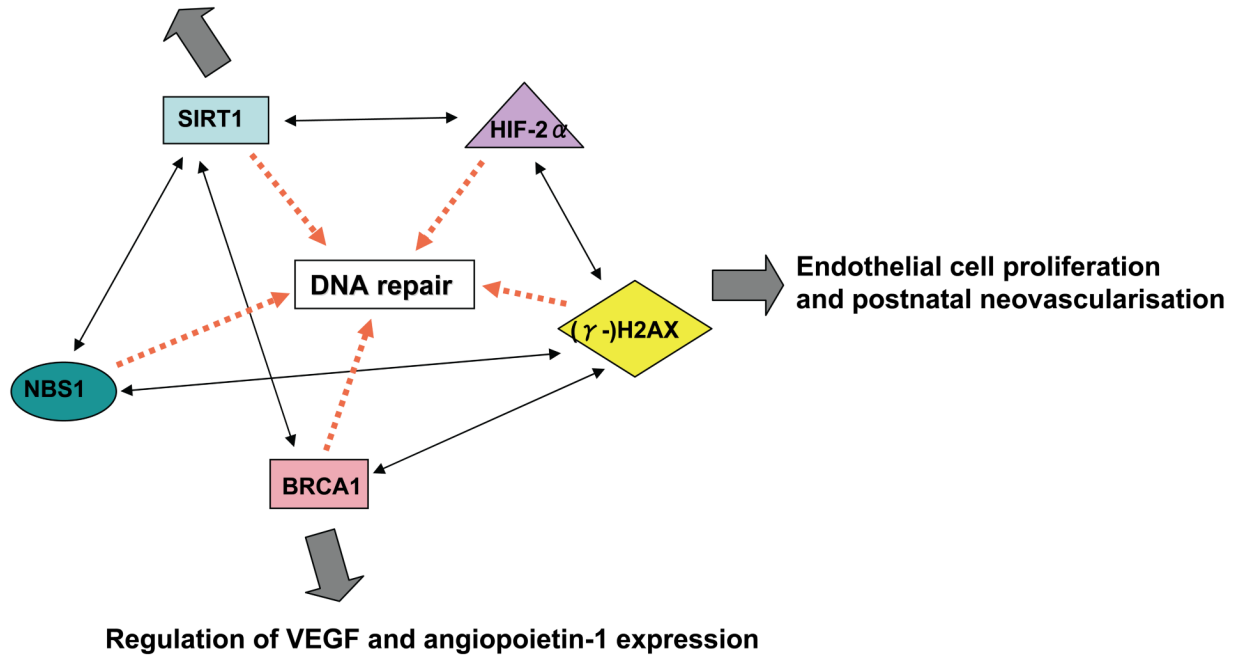 SIRT1
HIF-2α
DNA repair
Endothelial cell proliferation
and postnatal neovascularisation
(γ-)H2AX
NBS1
BRCA1
Regulation of VEGF and angiopoietin-1 expression